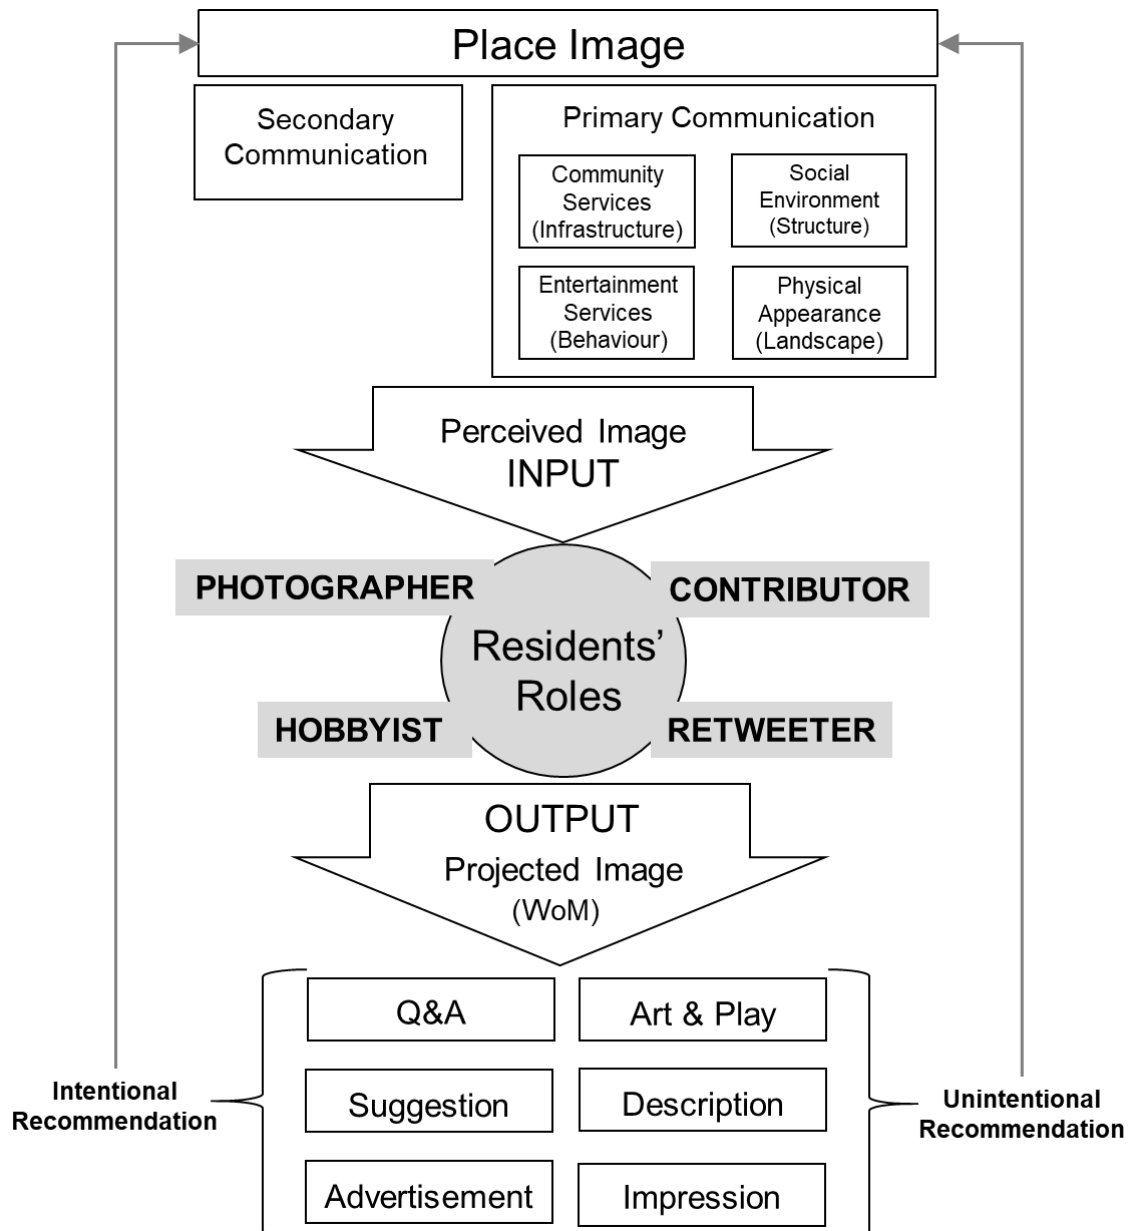 Place Image
Secondary
Communication
Primary Communication
Community
Services
(Infrastructure)
Social
Environment
(Structure)
Entertainment
Services
(Behaviour)
Physical
Appearance
(Landscape)
Perceived Image
INPUT
PHOTOGRAPHER
CONTRIBUTOR
Residents’
Roles
HOBBYIST
RETWEETER
OUTPUT
Projected Image
(WoM)
Q&A
Art & Play
Intentional
Recommendation
Suggestion
Description
Unintentional
Recommendation
Advertisement
Impression